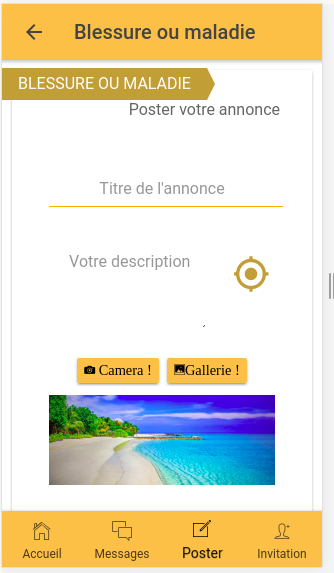 Blessure ou maladie
BLESSURE OU MALADIE
Poster votre annonce
Titre de l'annonce
Votre description
Camera !
Gallerie !
Accueil
Messages
Poster
Invitation